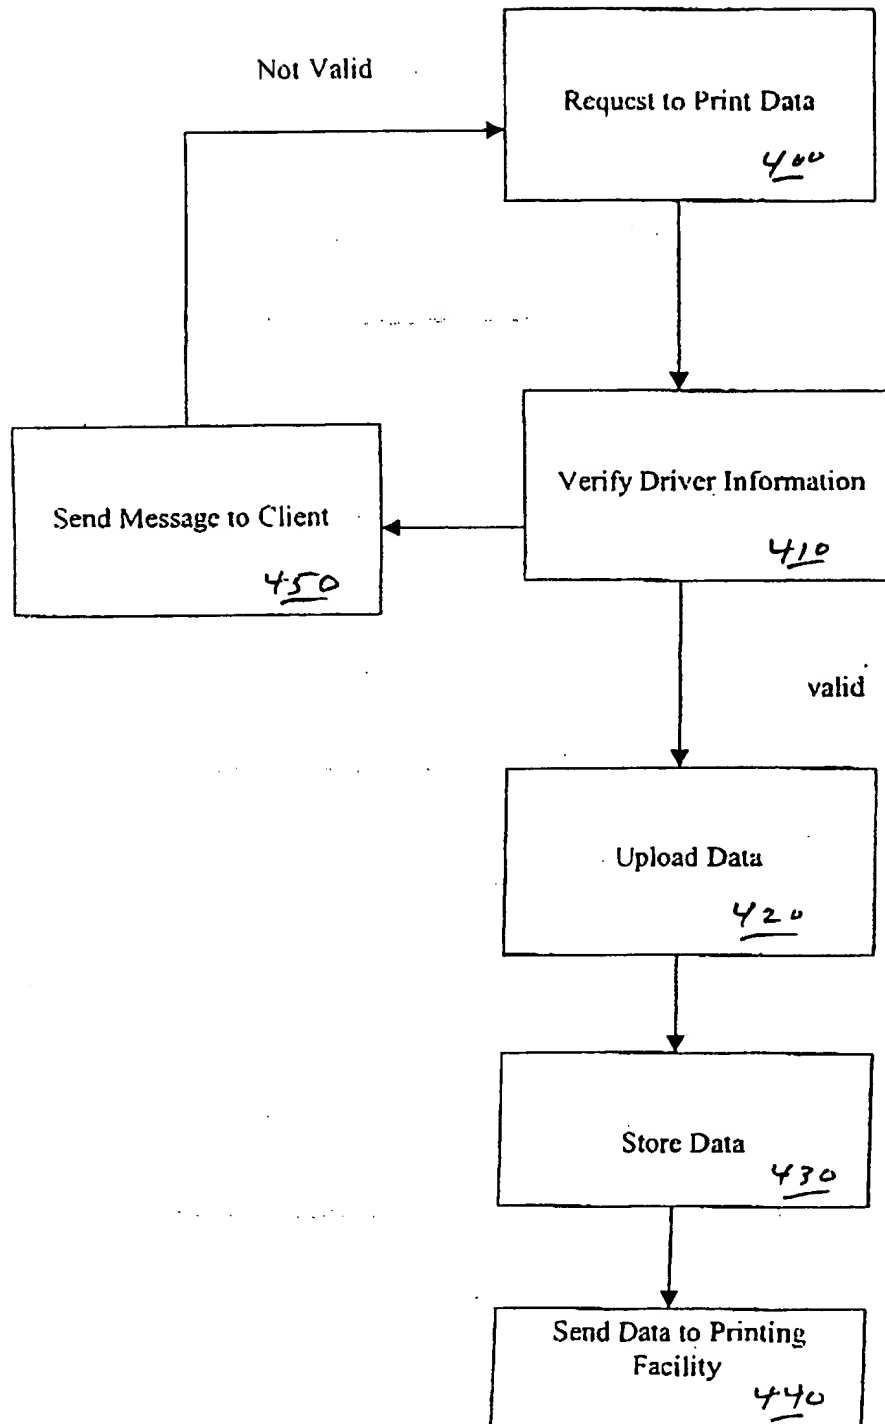 Not Valid
Request to Print Data
400
Verify Driver Information
410
Send Message to Client
450
valid
Upload Data
420
Store Data
430
Send Data to Printing
Facility
440